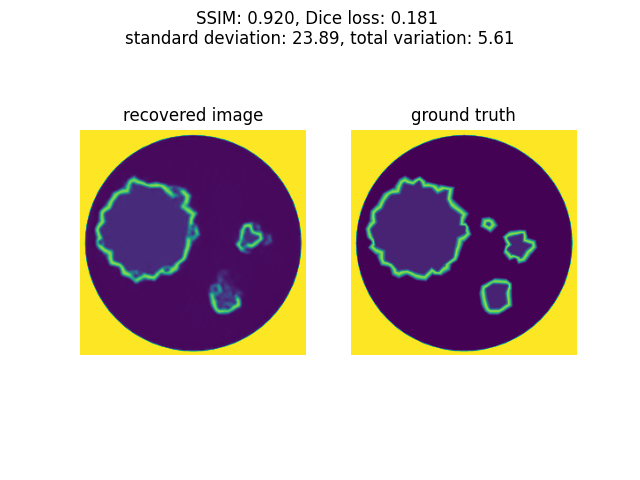 SSIM: 0.920, Dice loss: 0.181
standard deviation: 23.89, total variation: 5.61
recovered image
ground truth